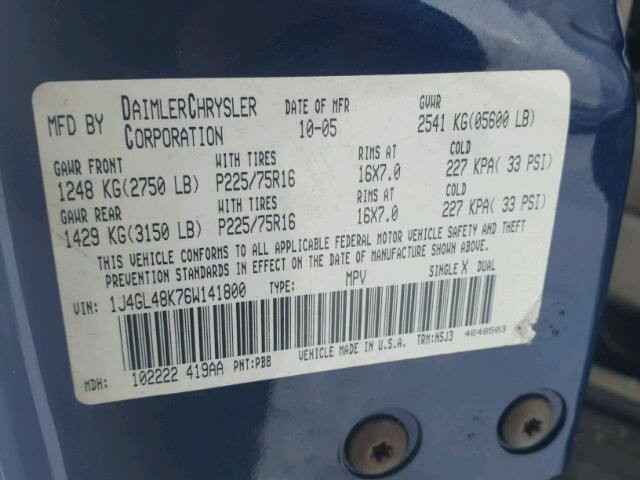 MFD BY DAIMLERCHRYSLER CORPORATION DATE OF MFR 10-05 GVWR 2541 KG(05600 LB)
GAWR FRONT WITH TIRES RIMS AT COLD
1248 KG(2750 LB) P225/75R16 16X7.0 227 KPA( 33 PSI)
GAWR REAR WITH TIRES RIMS AT COLD
1429 KG(3150 LB) P225/75R16 16X7.0 227 KPA( 33 PSI)
THIS VEHICLE CONFORMS TO ALL APPLICABLE FEDERAL MOTOR VEHICLE SAFETY AND THEFT
PREVENTION STANDARDS IN EFFECT ON THE DATE OF MANUFACTURE SHOWN ABOVE.
VIN: 1J4GL48K76W141800 TYPE: MPV SINGLE X DUAL
MDH: 102222 419AA PNT:PB8 VEHICLE MADE IN U.S.A. TRM:N5J3 4648503